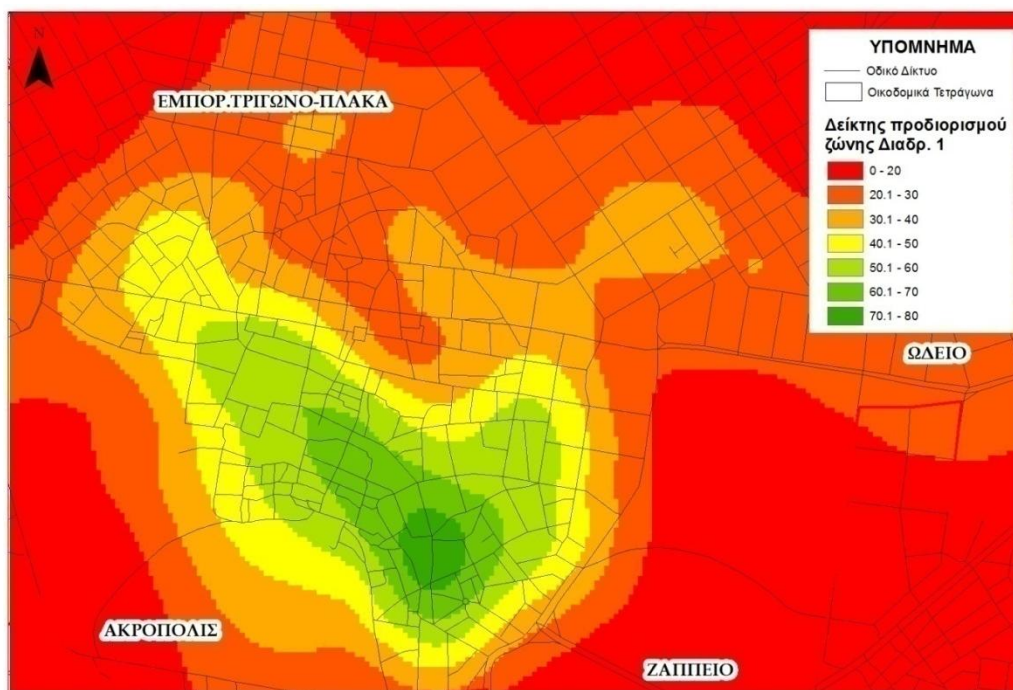 N
ΕΜΠΟΡ.ΤΡΙΓΩΝΟ-ΠΛΑΚΑ
ΥΠΟΜΝΗΜΑ
Οδικό Δίκτυο
Οικοδομικά Τετράγωνα
Δείκτης προδιορισμού
ζώνης Διαδρ. 1
0 - 20
20.1 - 30
30.1 - 40
40.1 - 50
50.1 - 60
60.1 - 70
70.1 - 80
ΩΔΕΙΟ
ΑΚΡΟΠΟΛΙΣ
ΖΑΠΠΕΙΟ